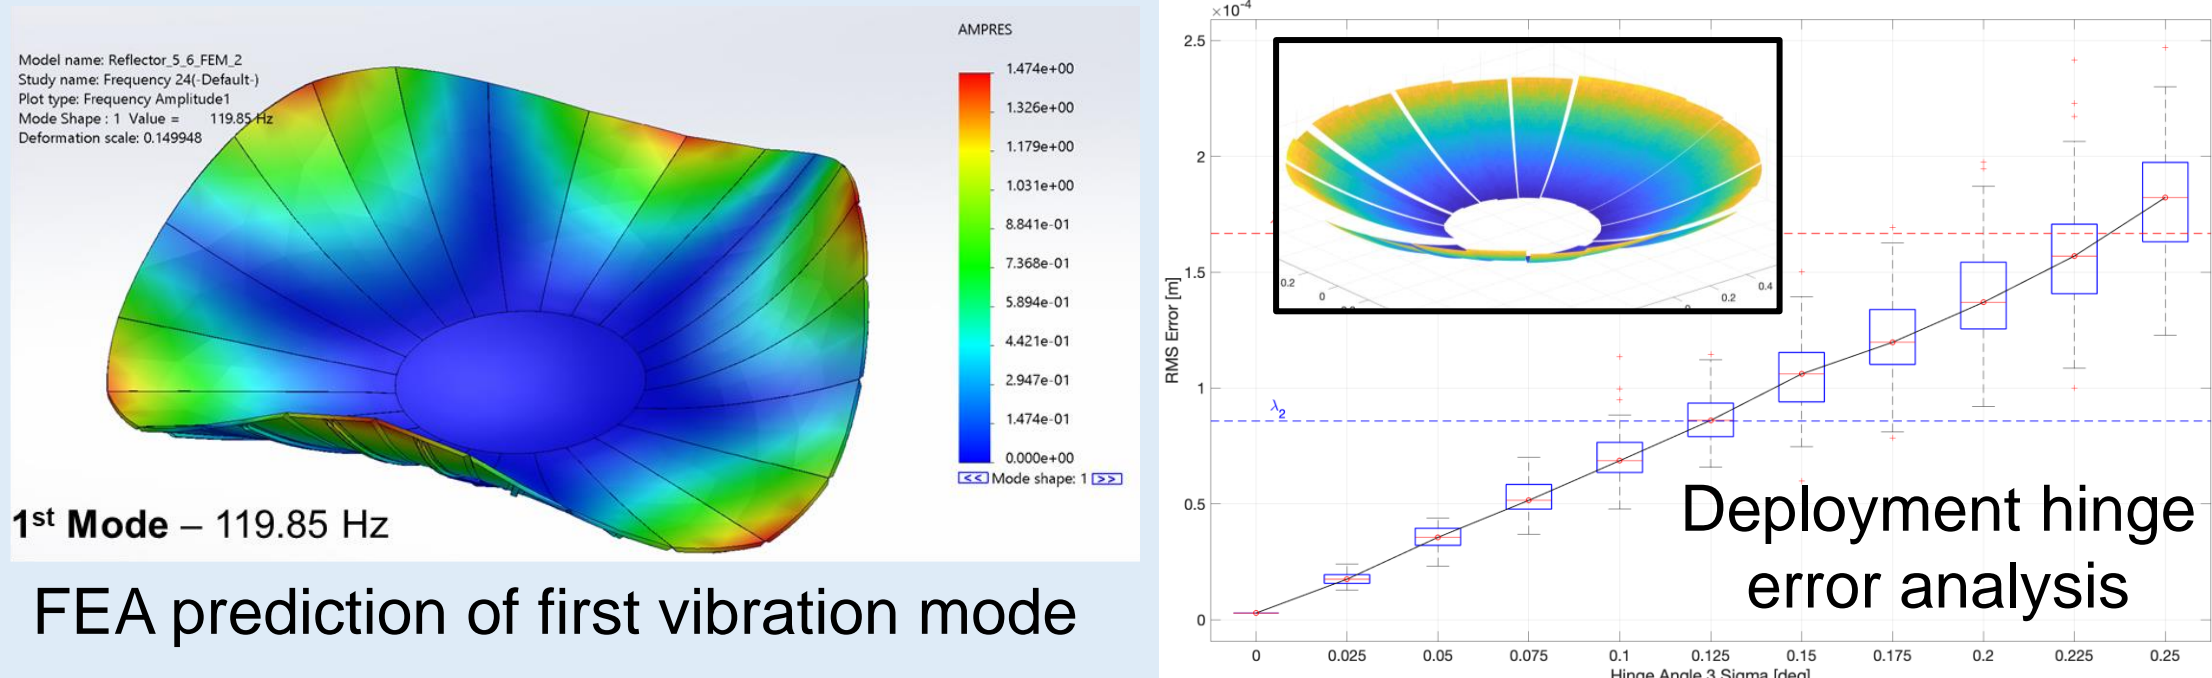 Model name: Reflector_5_6_FEM_2
Study name: Frequency 24(-Default-)
Plot type: Frequency Amplitude1
Mode Shape : 1 Value = 119.85 Hz
Deformation scale: 0.149948
AMPRES
1.474e+00
1.326e+00
1.179e+00
1.031e+00
8.841e-01
7.368e-01
5.894e-01
4.421e-01
2.947e-01
1.474e-01
0.000e+00
<< Mode shape: 1 >>
1st Mode – 119.85 Hz
FEA prediction of first vibration mode
×10-4
2.5
2
1.5
1
0.5
0
RMS Error [m]
λ2
0.2
0
0.2
0.4
Deployment hinge
error analysis
0 0.025 0.05 0.075 0.1 0.125 0.15 0.175 0.2 0.225 0.25
Hinge Angle 3 Sigma [deg]